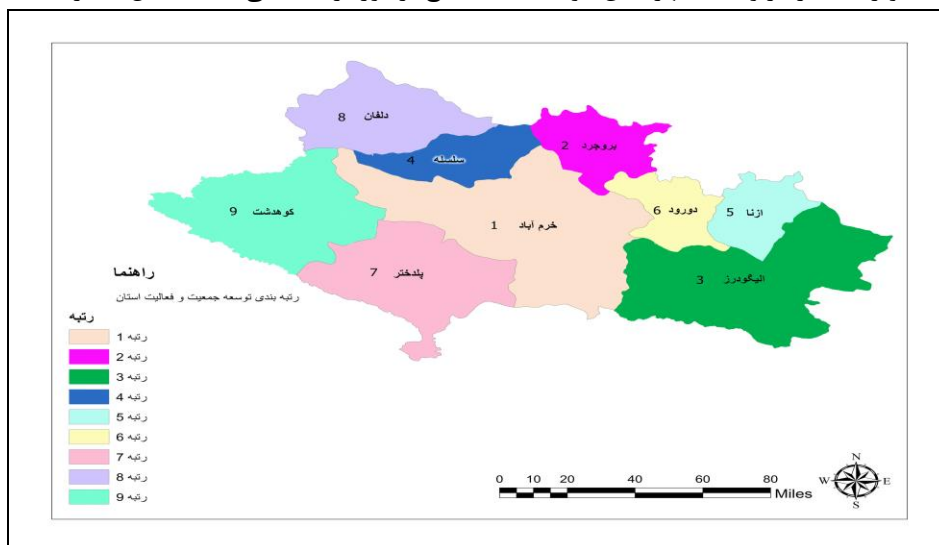 دلفان 8
بروجرد 2
سلسله 4
ازنا 5
دورود 6
کوهدشت 9
خرم آباد 1
پلدختر 7
الیگودرز 3
راهنما
رتبه بندی توسعه جمعیت و فعالیت استان
رتبه
رتبه 1
رتبه 2
رتبه 3
رتبه 4
رتبه 5
رتبه 6
رتبه 7
رتبه 8
رتبه 9
0 10 20 40 60 80
Miles
N
W E
S